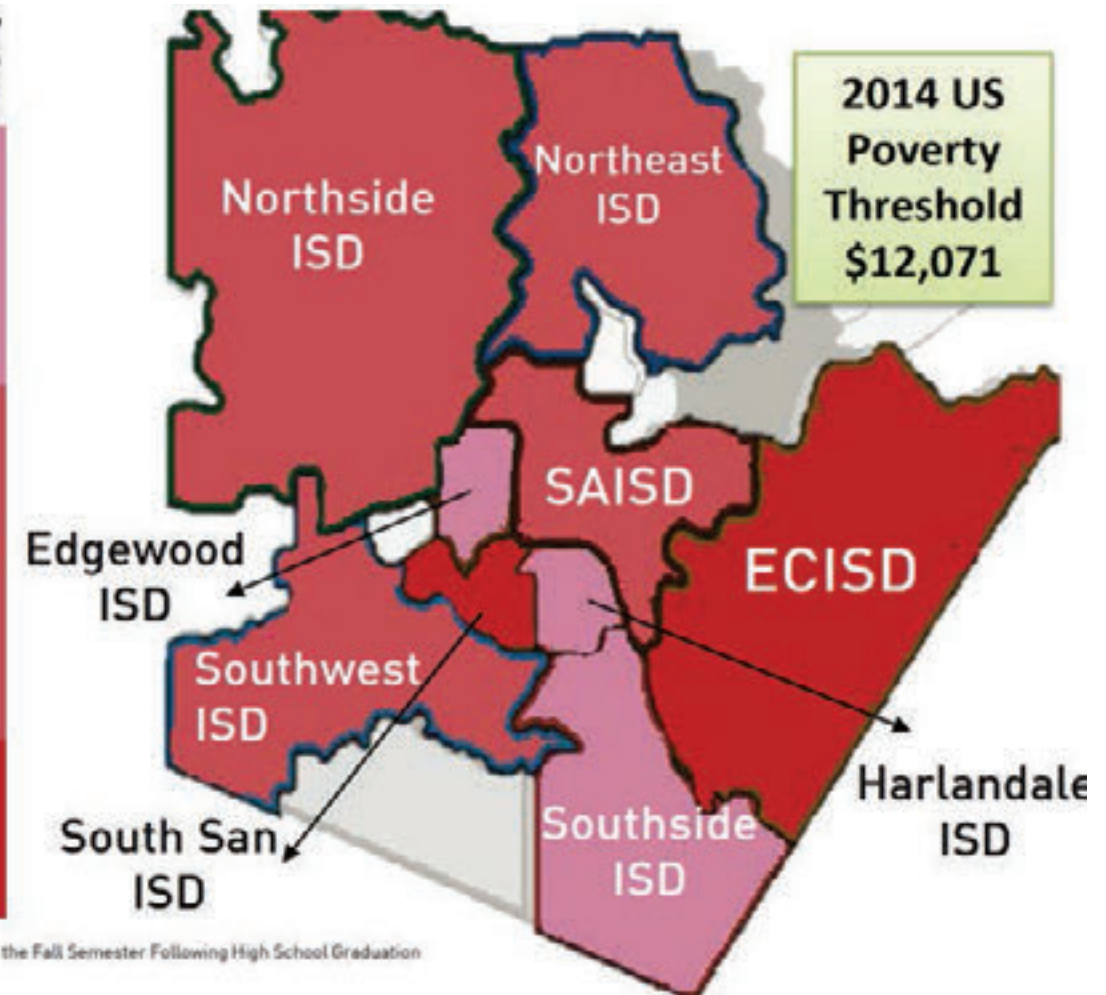 2014 US
Poverty
Threshold
$12,071
Northeast
ISD
Northside
ISD
SAISD
Edgewood
ISD
ECISD
Southwest
ISD
Harlandale
ISD
South San
ISD
Southside
ISD
the Fall Semester Following High School Graduation